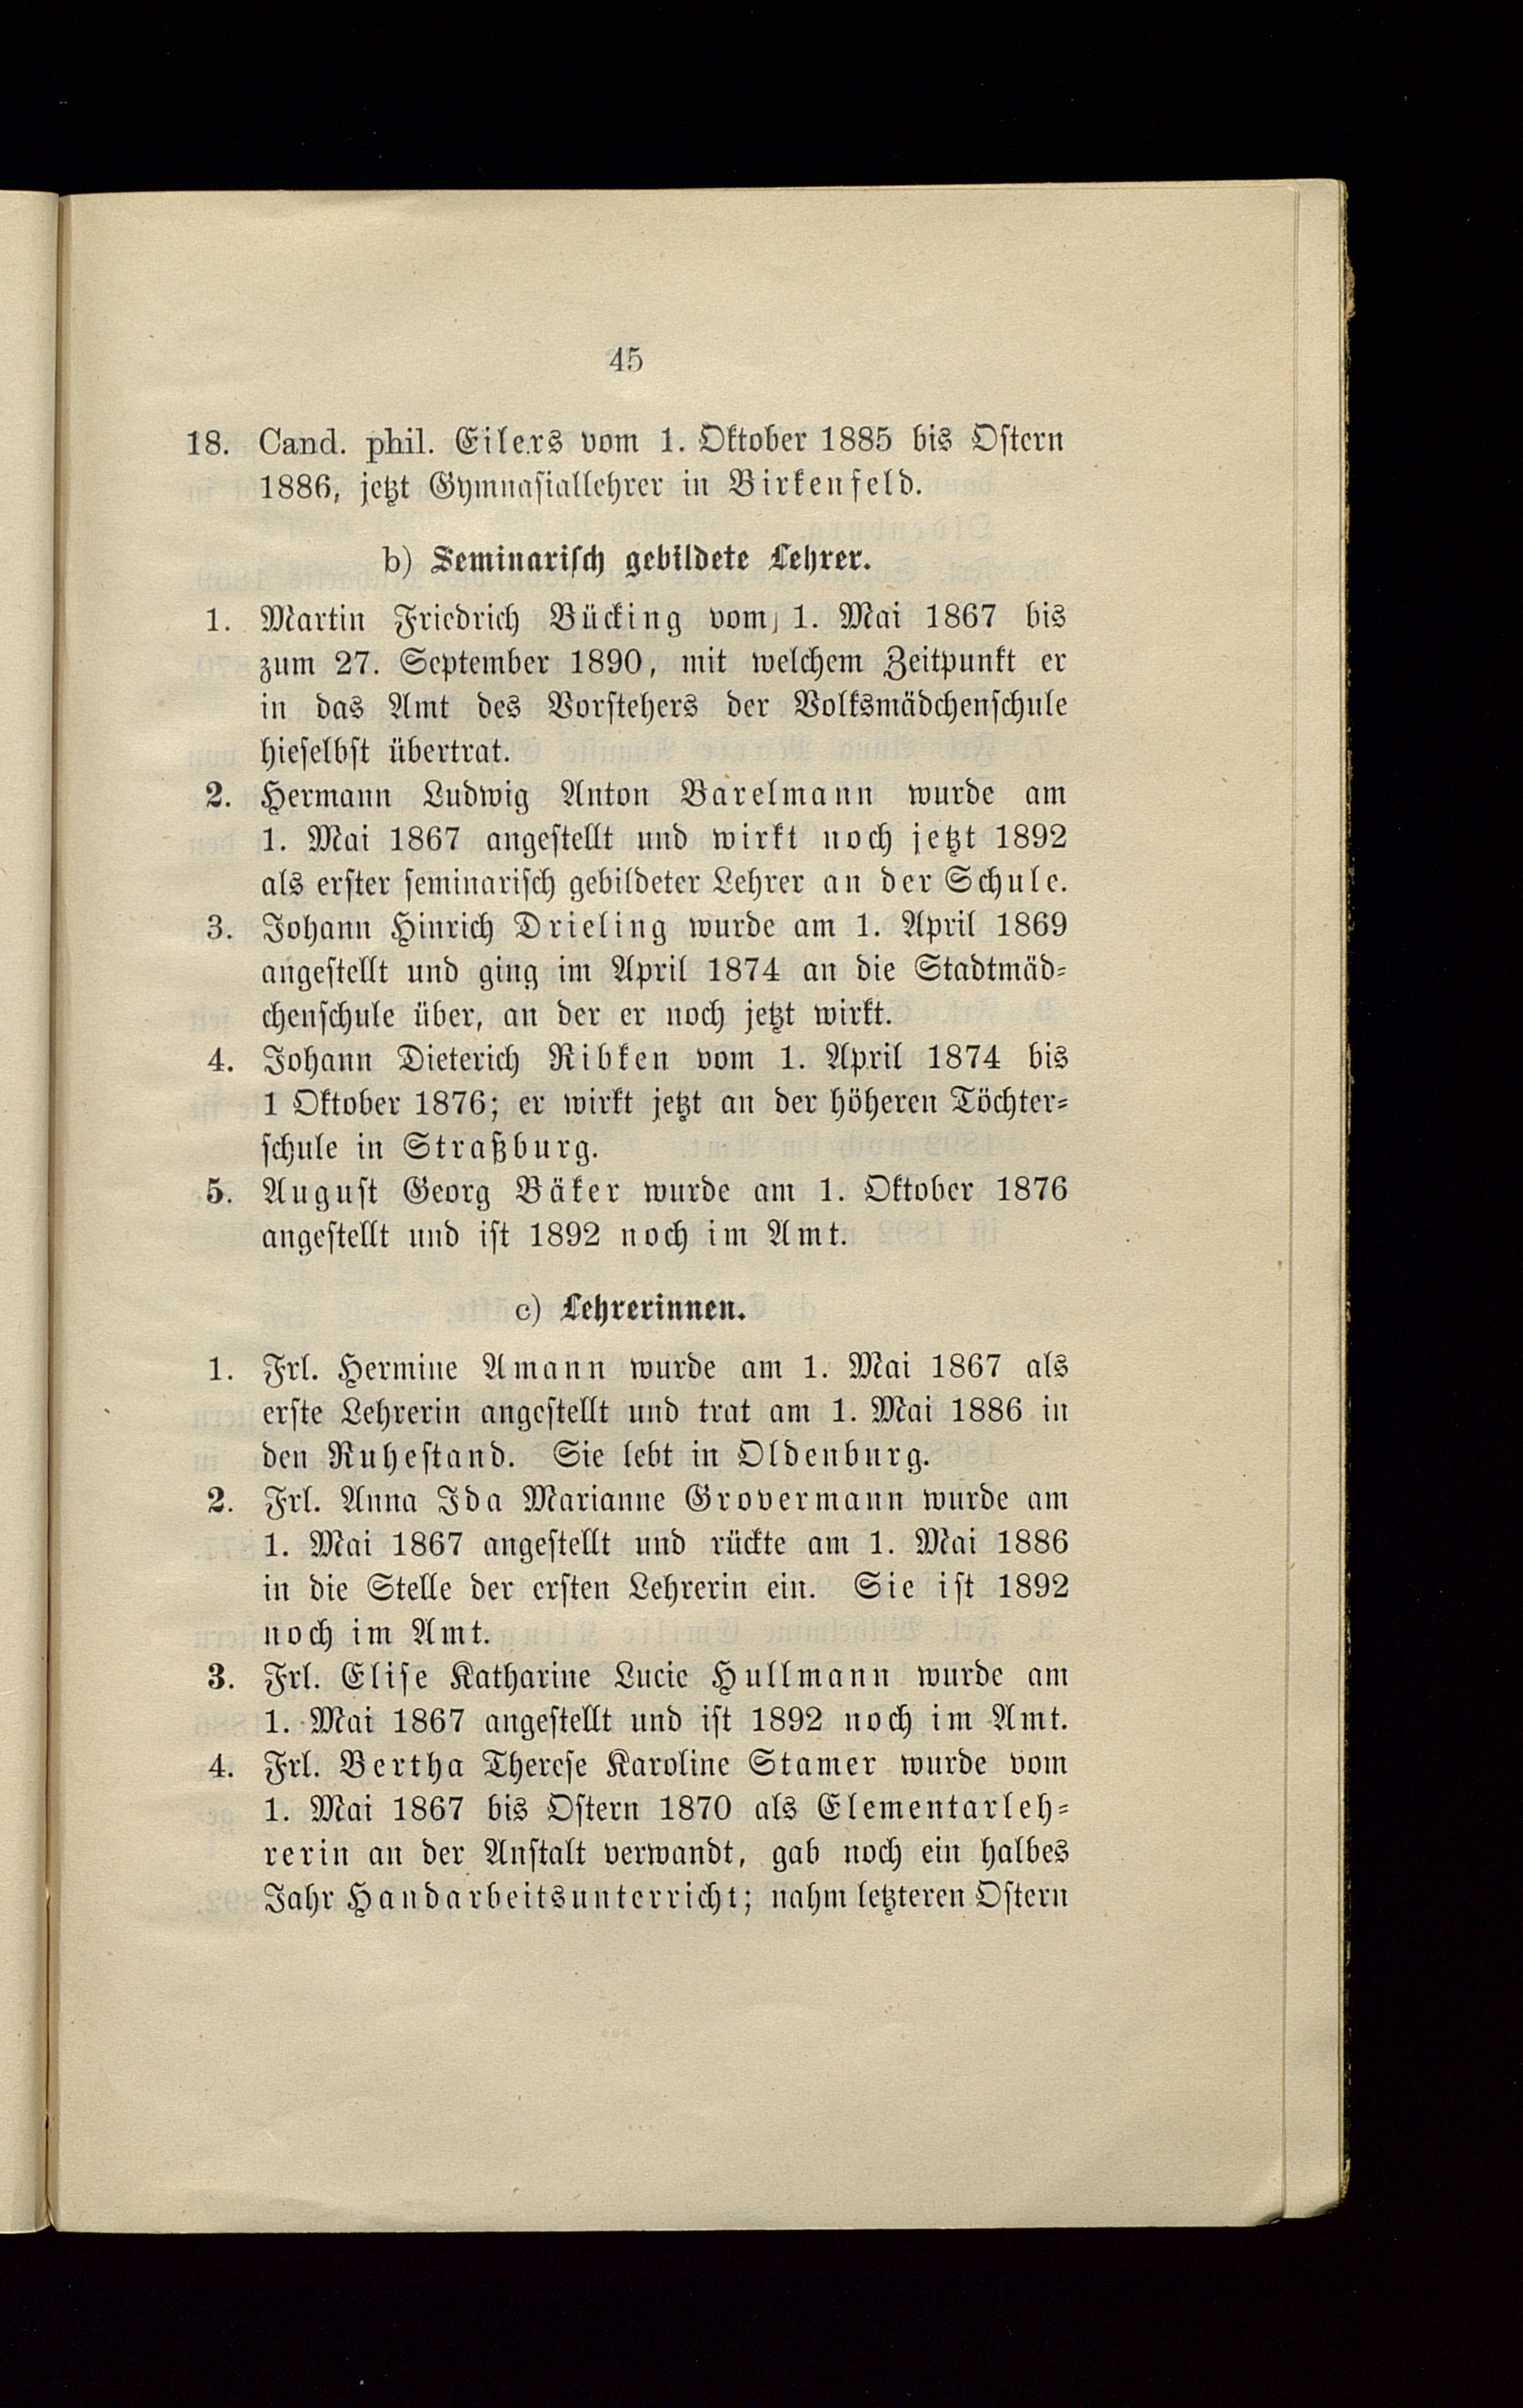 45
18. Cand. phil. Eilers vom 1. Oktober 1885 bis Ostern
1886, jetzt Gymnasiallehrer in Birkenfeld.
b) Seminarisch gebildete Lehrer.
1. Martin Friedrich Bücking vom 1. Mai 1867 bis
zum 27. September 1890, mit welchem Zeitpunkt er
in das Amt des Vorstehers der Volksmädchenschule
hieselbst übertrat.
2. Hermann Ludwig Anton Barelmann wurde am
1. Mai 1867 angestellt und wirkt noch jetzt 1892
als erster seminarisch gebildeter Lehrer an der Schule.
3. Johann Hinrich Drieling wurde am 1. April 1869
angestellt und ging im April 1874 an die Stadtmäd-
chenschule über, an der er noch jetzt wirkt.
4. Johann Dieterich Ribken vom 1. April 1874 bis
1 Oktober 1876; er wirkt jetzt an der höheren Töchter-
schule in Straßburg.
5. August Georg Bäker wurde am 1. Oktober 1876
angestellt und ist 1892 noch im Amt.
c) Lehrerinnen.
1. Frl. Hermine Amann wurde am 1. Mai 1867 als
erste Lehrerin angestellt und trat am 1. Mai 1886 in
den Ruhestand. Sie lebt in Oldenburg.
2. Frl. Anna Ida Marianne Grovermann wurde am
1. Mai 1867 angestellt und rückte am 1. Mai 1886
in die Stelle der ersten Lehrerin ein. Sie ist 1892
noch im Amt.
3. Frl. Elise Katharine Lucie Hullmann wurde am
1. Mai 1867 angestellt und ist 1892 noch im Amt.
4. Frl. Bertha Therese Karoline Stamer wurde vom
1. Mai 1867 bis Ostern 1870 als Elementarleh-
rerin an der Anstalt verwandt, gab noch ein halbes
Jahr Handarbeitsunterricht; nahm letzteren Ostern